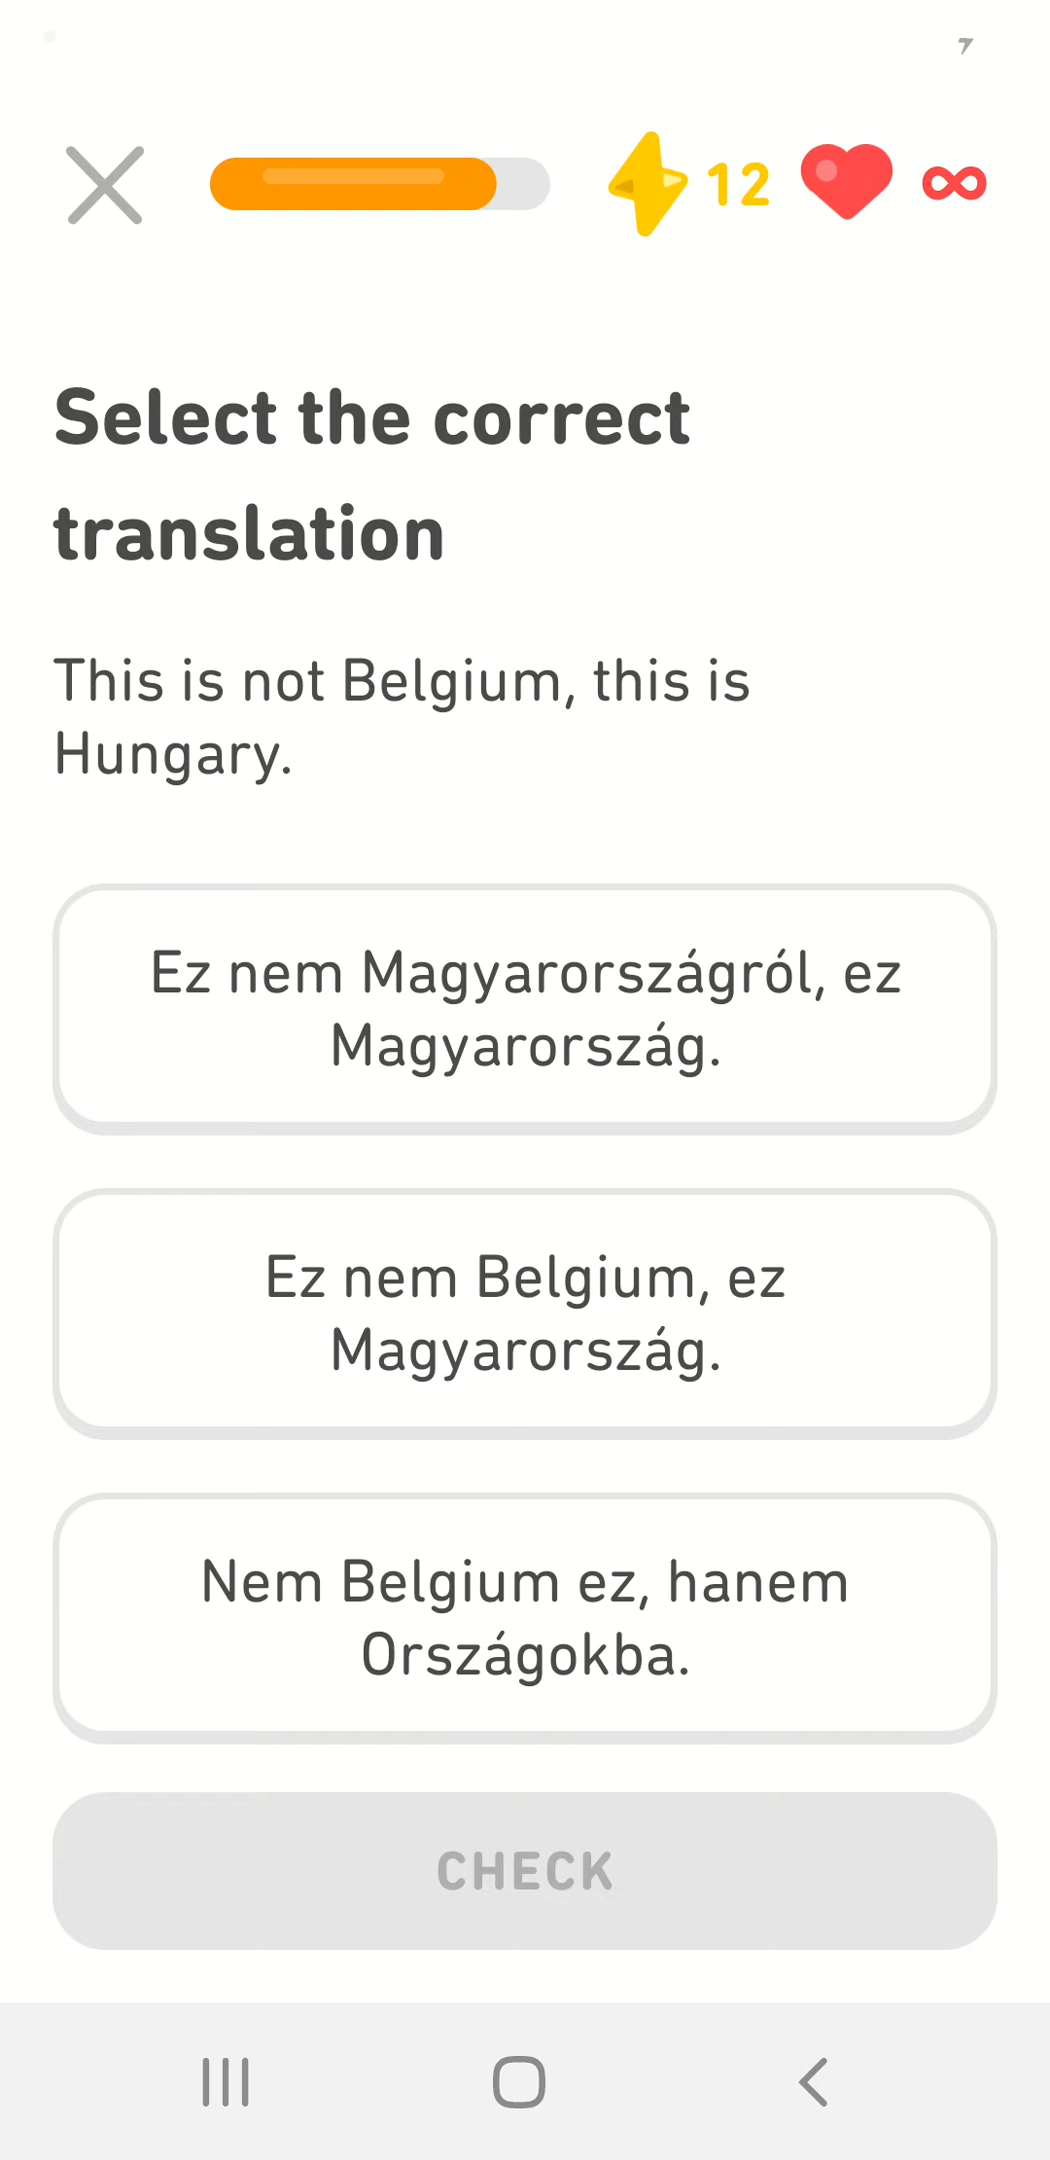 12
Select the correct
translation
This is not Belgium, this is
Hungary.
Ez nem Magyarországról, ez
Magyarország.
Ez nem Belgium, ez
Magyarország.
Nem Belgium ez, hanem
Országokba.
CHECK